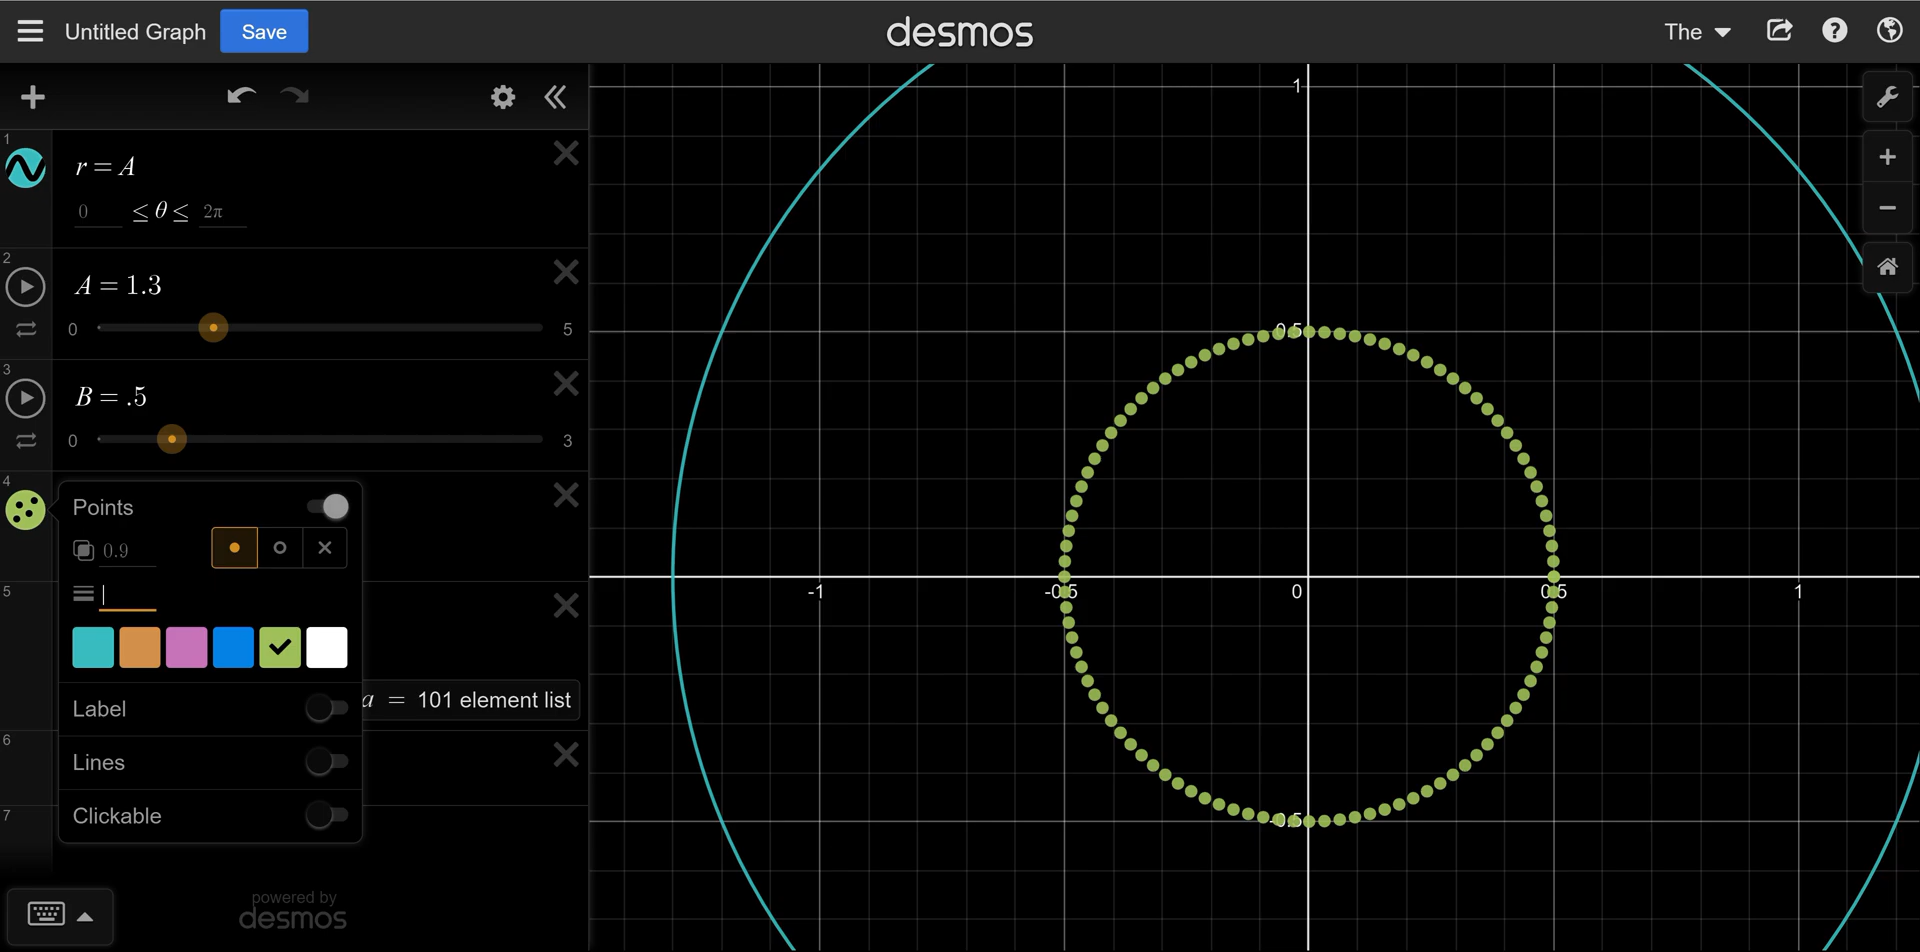 Untitled Graph
Save
desmos
The
1
r = A
0 ≤ θ ≤ 2π
2
A = 1.3
0
5
3
B = .5
0
3
4
Points
0.9
5
a = 101 element list
Label
6
Lines
7
Clickable
powered by
desmos
1
0.5
-1
-0.5
0
0.5
1
-0.5